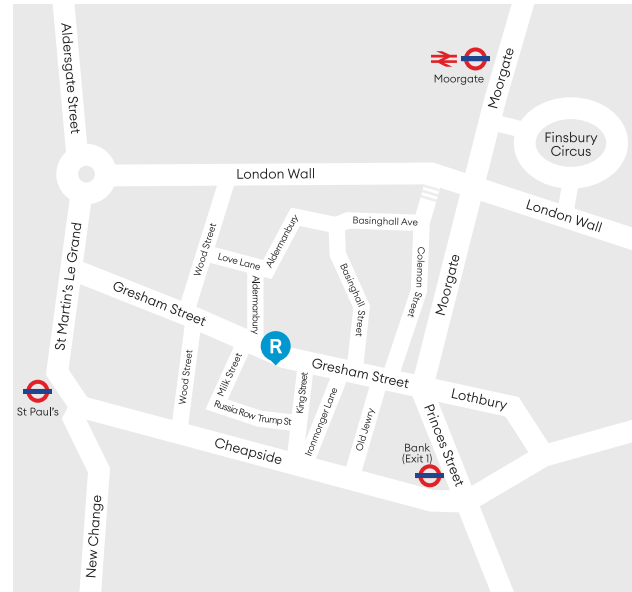 Aldersgate Street
Moorgate
Moorgate
Finsbury
Circus
London Wall
London Wall
St Martin's Le Grand
Wood Street
Love Lane
Aldermanbury
Basinghall Ave
Aldermanbury
Basinghall Street
Coleman Street
Moorgate
Gresham Street
R
Gresham Street
Lothbury
St Paul's
Wood Street
Milk Street
Russia Row
Trump St
King Street
Ironmonger Lane
Old Jewry
Princes Street
Bank
(Exit 1)
Cheapside
New Change